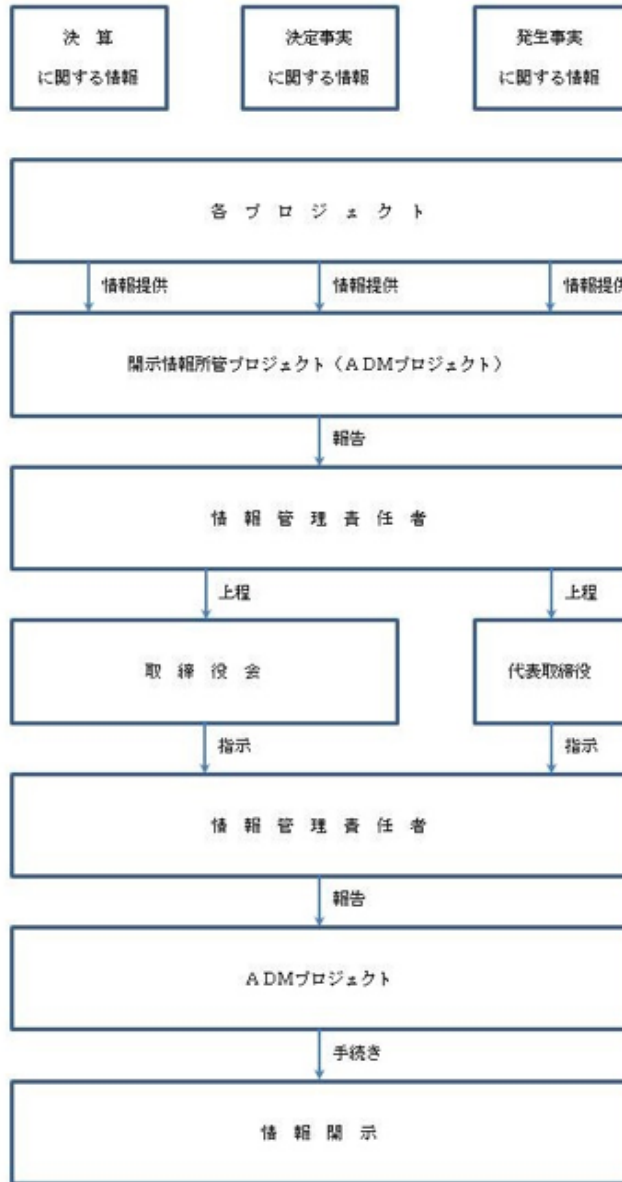 決 算
に関する情報
決定事実
に関する情報
発生事実
に関する情報
各 プ ロ ジ ェ ク ト
情報提供
情報提供
情報提供
開示情報所管プロジェクト（ADMプロジェクト）
報告
情 報 管 理 責 任 者
上程
上程
取 締 役 会
代表取締役
指示
指示
情 報 管 理 責 任 者
報告
ADMプロジェクト
手続き
情 報 開 示